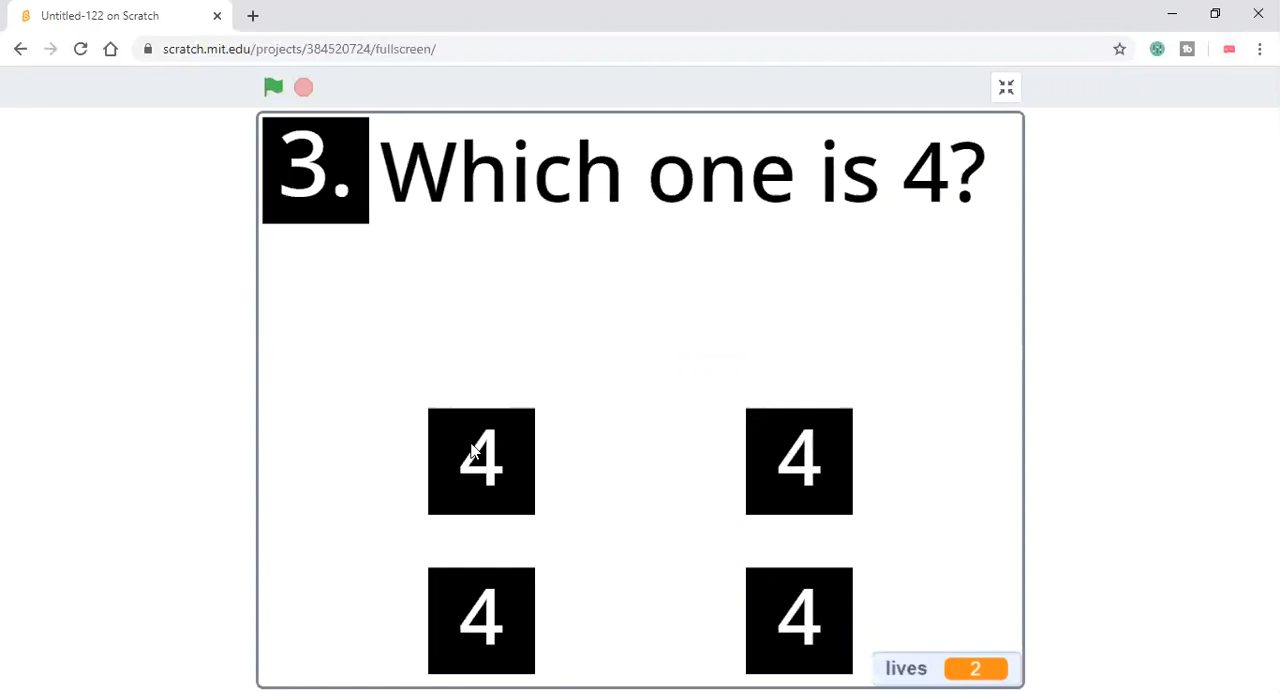 Untitled-122 on Scratch
scratch.mit.edu/projects/384520724/fullscreen/
3. Which one is 4?
4 4
4 4
lives 2